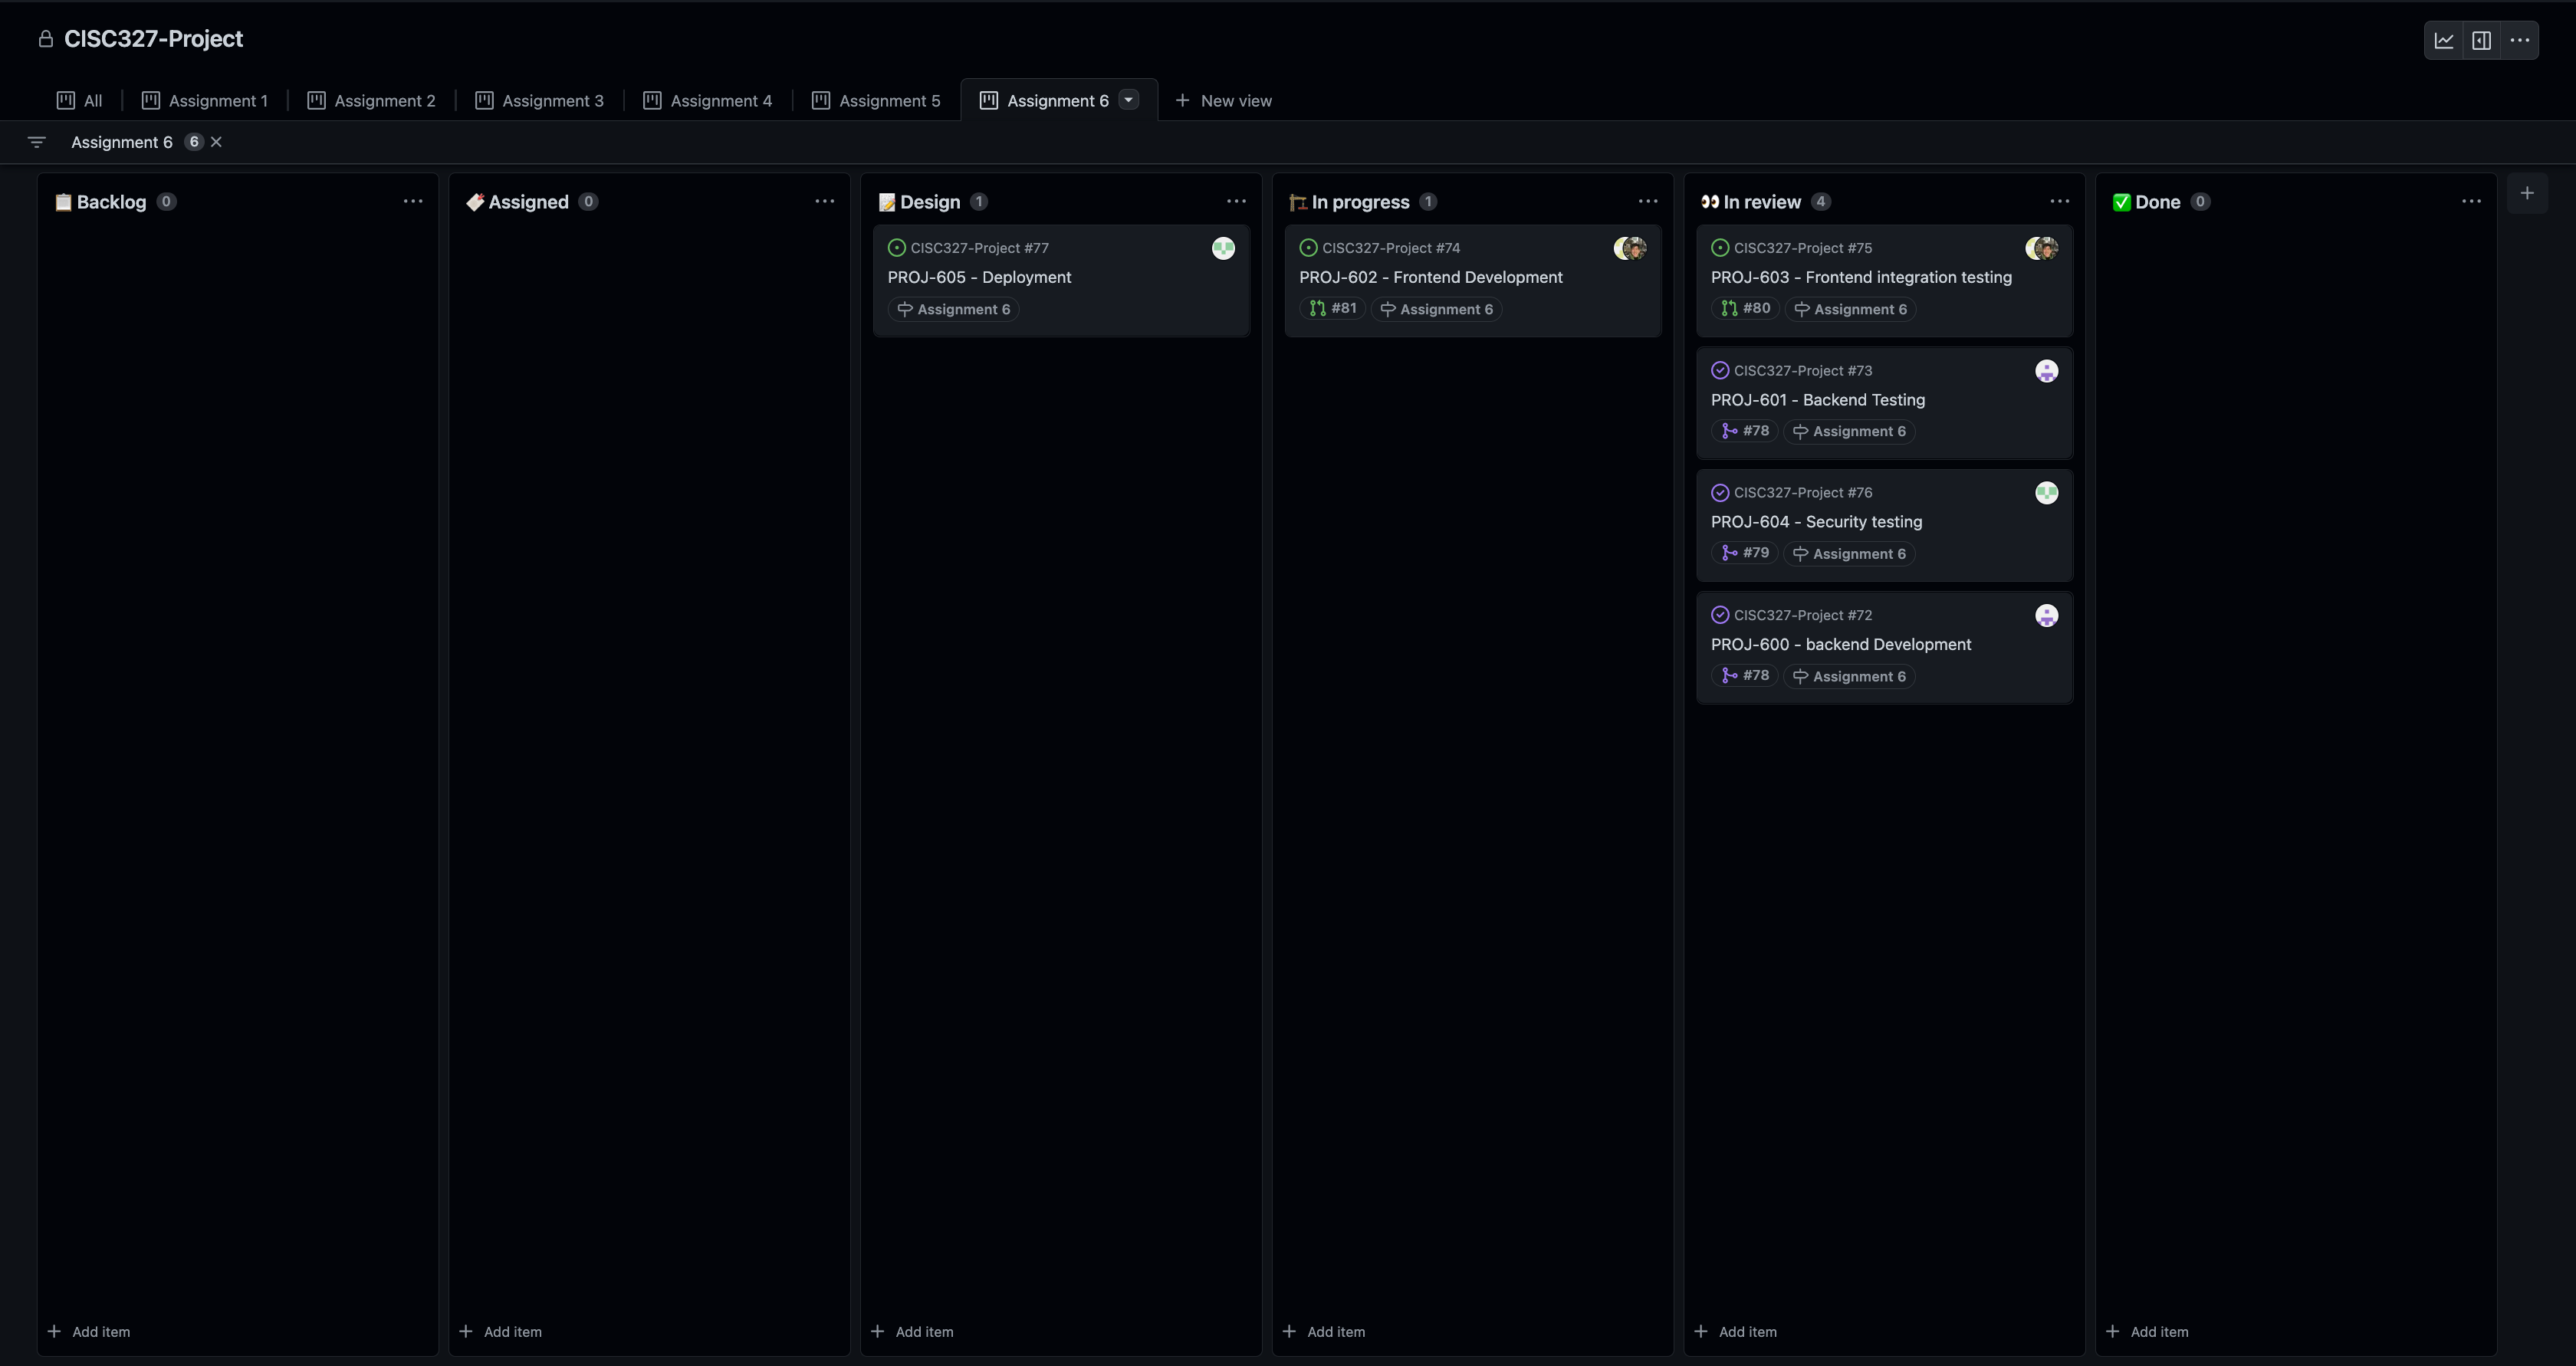 CISC327-Project
All
Assignment 1
Assignment 2
Assignment 3
Assignment 4
Assignment 5
Assignment 6
New view
Assignment 6 6
Backlog 0
Add item
Assigned 0
Add item
Design 1
CISC327-Project #77
PROJ-605 - Deployment
Assignment 6
Add item
In progress 1
CISC327-Project #74
PROJ-602 - Frontend Development
#81 Assignment 6
Add item
In review 4
CISC327-Project #75
PROJ-603 - Frontend integration testing
#80 Assignment 6
CISC327-Project #73
PROJ-601 - Backend Testing
#78 Assignment 6
CISC327-Project #76
PROJ-604 - Security testing
#79 Assignment 6
CISC327-Project #72
PROJ-600 - backend Development
#78 Assignment 6
Add item
Done 0
Add item